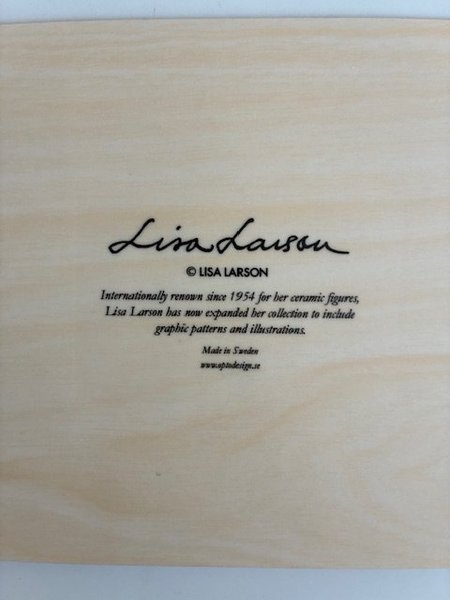 Lisa Larson
© LISA LARSON
Internationally renown since 1954 for her ceramic figures,
Lisa Larson has now expanded her collection to include
graphic patterns and illustrations.
Made in Sweden
www.optodesign.se